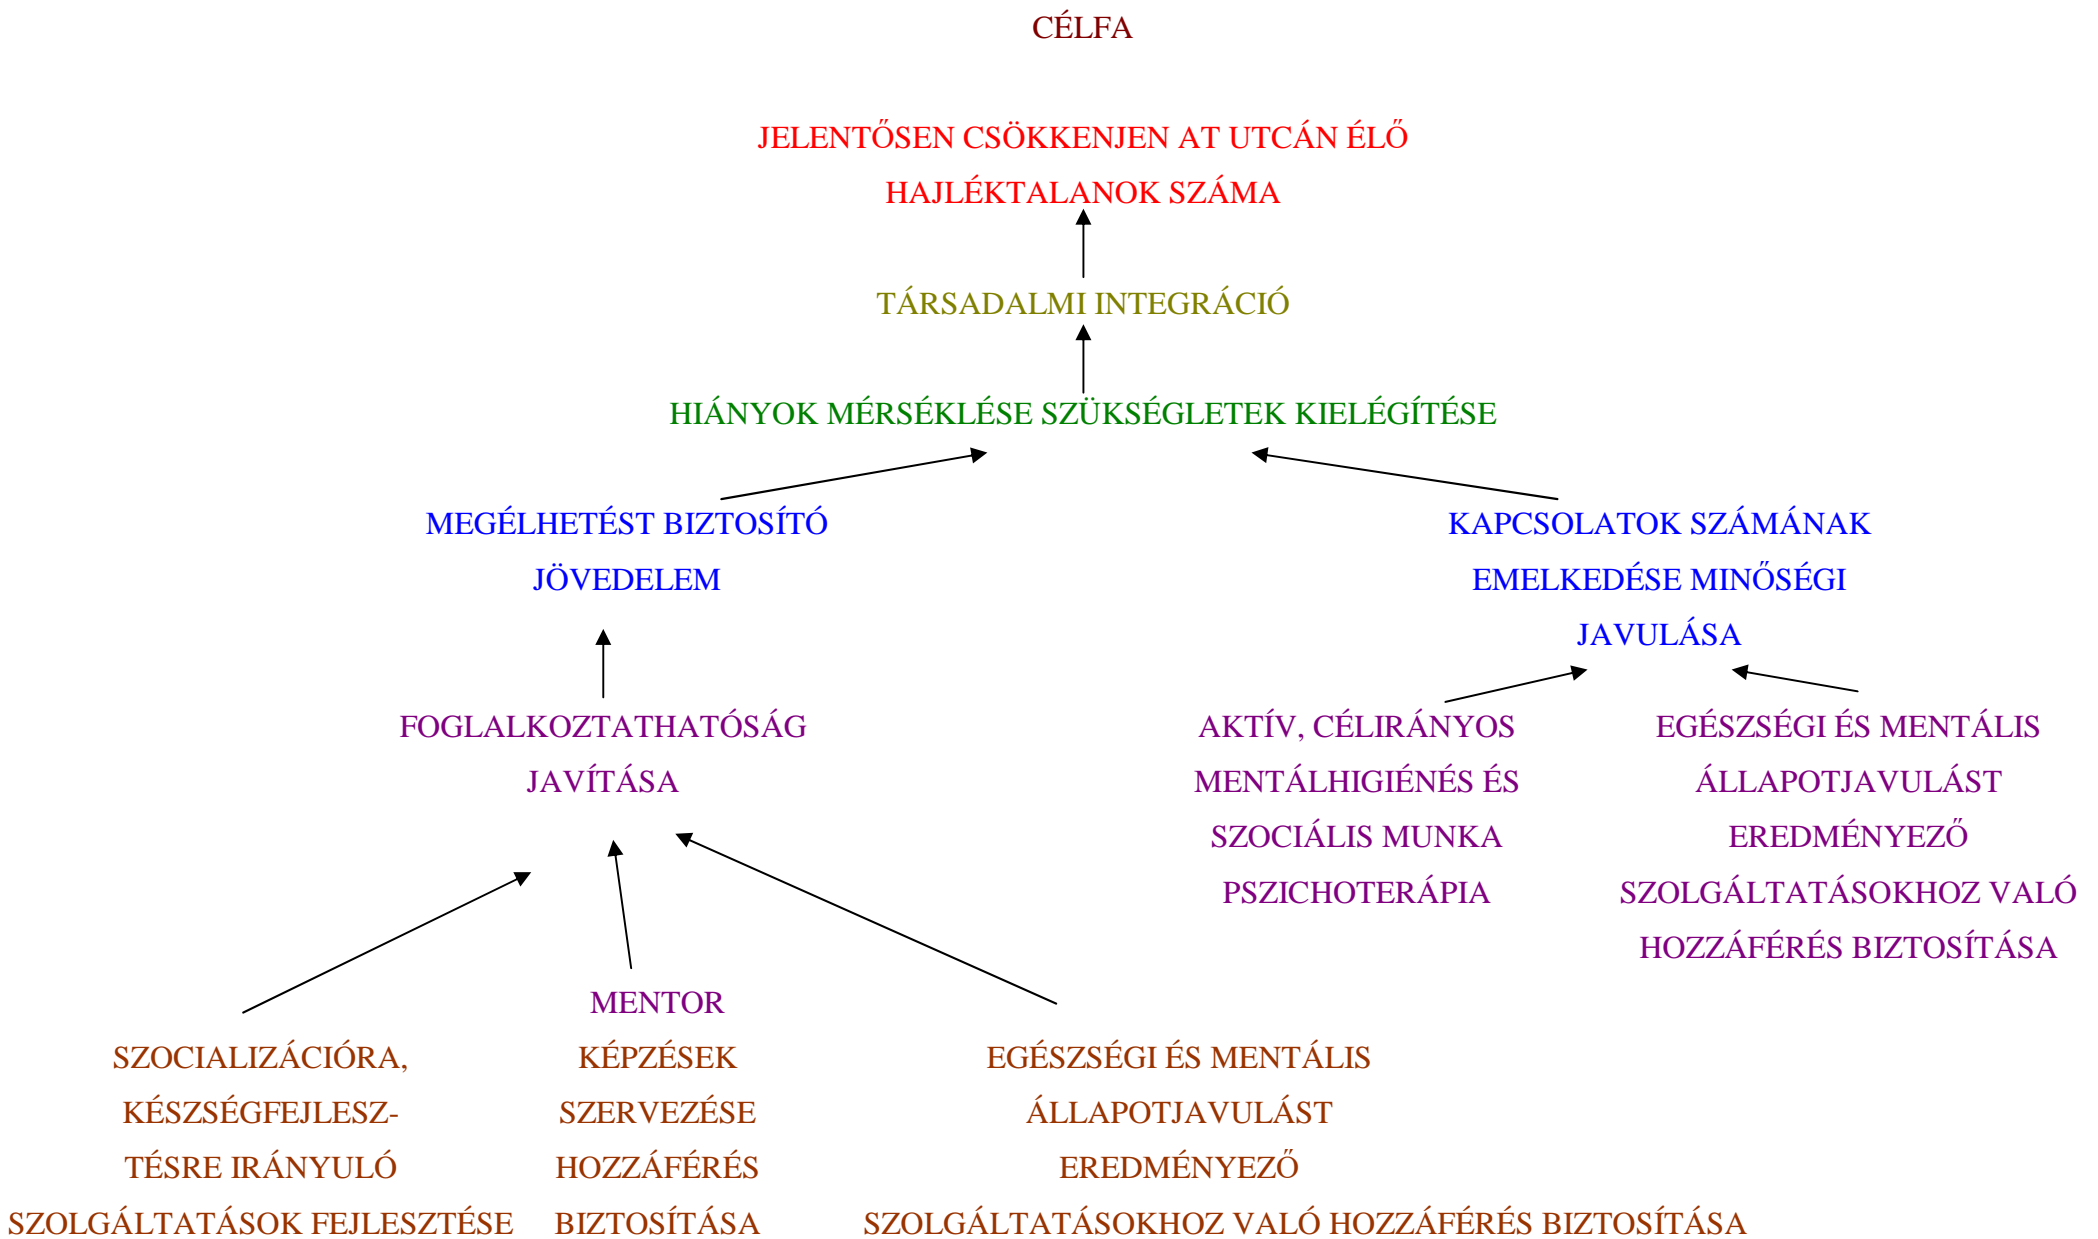 CÉLFA
JELENTŐSEN CSÖKKENJEN AT UTCÁN ÉLŐ
HAJLÉKTALANOK SZÁMA
TÁRSADALMI INTEGRÁCIÓ
HIÁNYOK MÉRSÉKLÉSE SZÜKSÉGLETEK KIELÉGÍTÉSE
MEGÉLHETÉST BIZTOSÍTÓ
JÖVEDELEM
KAPCSOLATOK SZÁMÁNAK
EMELKEDÉSE MINŐSÉGI
JAVULÁSA
FOGLALKOZTATHATÓSÁG
JAVÍTÁSA
AKTÍV, CÉLIRÁNYOS
MENTÁLHIGIÉNÉS ÉS
SZOCIÁLIS MUNKA
PSZICHOTERÁPIA
EGÉSZSÉGI ÉS MENTÁLIS
ÁLLAPOTJAVULÁST
EREDMÉNYEZŐ
SZOLGÁLTATÁSOKHOZ VALÓ
HOZZÁFÉRÉS BIZTOSÍTÁSA
SZOCIALIZÁCIÓRA,
KÉSZSÉGFEJLESZ-
TÉSRE IRÁNYULÓ
SZOLGÁLTATÁSOK FEJLESZTÉSE
MENTOR
KÉPZÉSEK
SZERVEZÉSE
HOZZÁFÉRÉS
BIZTOSÍTÁSA
EGÉSZSÉGI ÉS MENTÁLIS
ÁLLAPOTJAVULÁST
EREDMÉNYEZŐ
SZOLGÁLTATÁSOKHOZ VALÓ HOZZÁFÉRÉS BIZTOSÍTÁSA